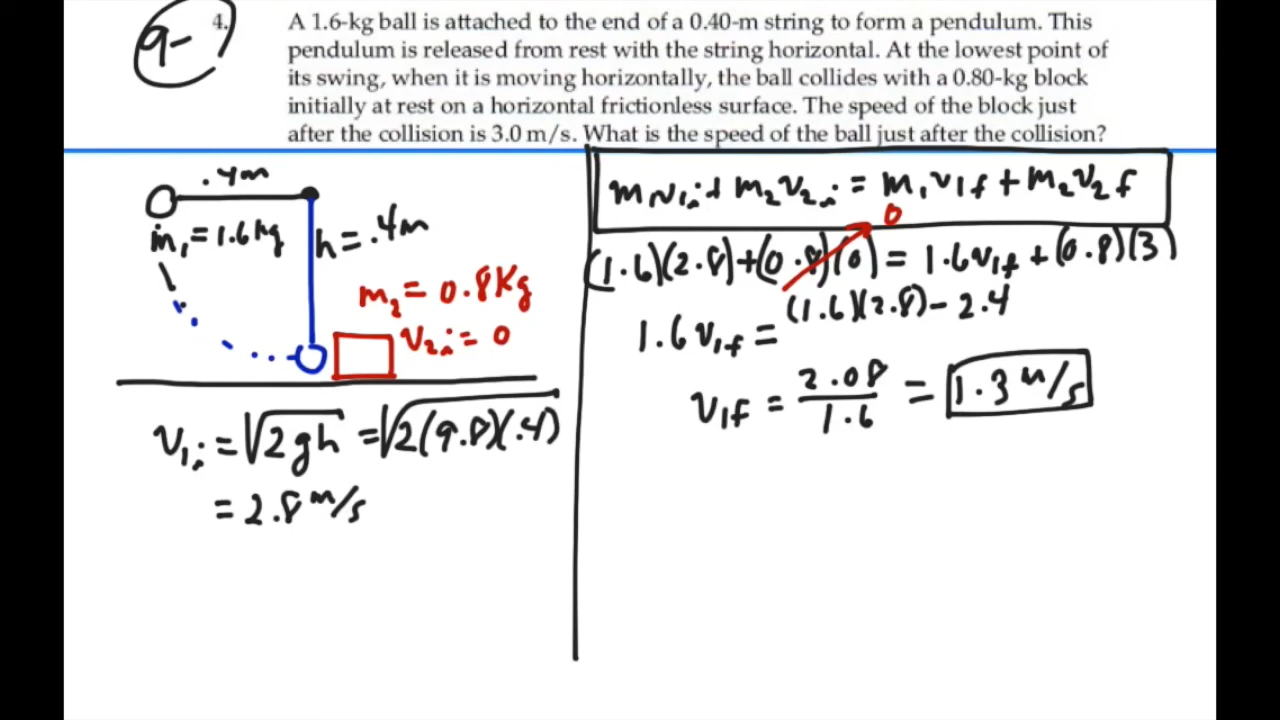 9-
4. A 1.6-kg ball is attached to the end of a 0.40-m string to form a pendulum. This
pendulum is released from rest with the string horizontal. At the lowest point of
its swing, when it is moving horizontally, the ball collides with a 0.80-kg block
initially at rest on a horizontal frictionless surface. The speed of the block just
after the collision is 3.0 m/s. What is the speed of the ball just after the collision?
.4m
m₁ = 1.6 kg
h = .4m
m₂ = 0.8 Kg
v₂ᵢ = 0
v₁ᵢ = √2gh = √2(9.8)(.4)
= 2.8 m/s
m₁v₁ᵢ + m₂v₂ᵢ = m₁v₁f + m₂v₂f
0
(1.6)(2.8) + (0.8)(0) = 1.6v₁f + (0.8)(3)
1.6v₁f = (1.6)(2.8) - 2.4
v₁f = 2.08/1.6 = 1.3 m/s